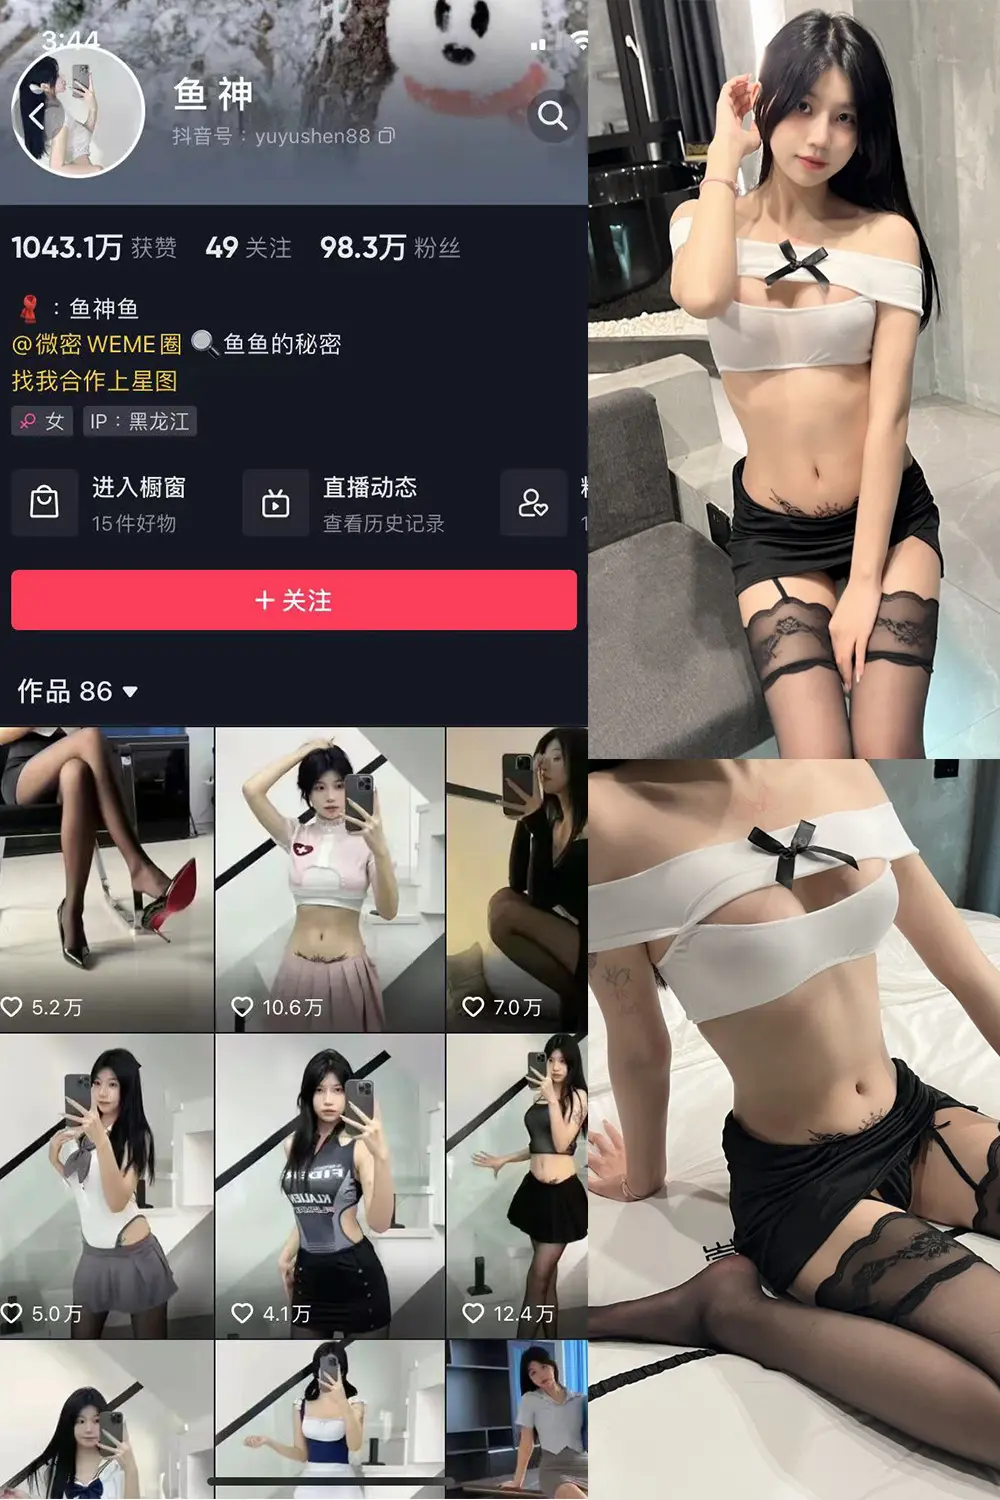 3:44
鱼神
抖音号：yuyushen88
1043.1万 获赞 49 关注 98.3万 粉丝
：鱼神鱼
@微密WEME圈 鱼鱼的秘密
找我合作上星图
女 IP：黑龙江
进入橱窗
15件好物
直播动态
查看历史记录
+ 关注
作品 86
5.2万
10.6万
7.0万
5.0万
4.1万
12.4万